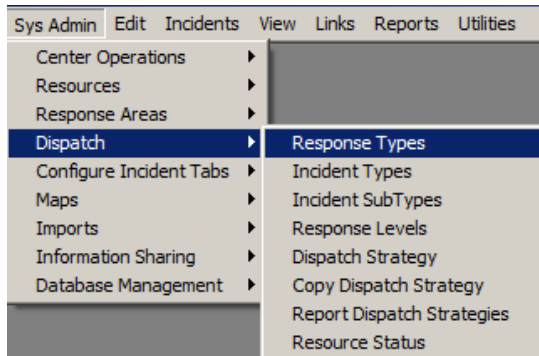 Sys Admin Edit Incidents View Links Reports Utilities
Center Operations
Resources
Response Areas
Dispatch
Configure Incident Tabs
Maps
Imports
Information Sharing
Database Management
Response Types
Incident Types
Incident SubTypes
Response Levels
Dispatch Strategy
Copy Dispatch Strategy
Report Dispatch Strategies
Resource Status